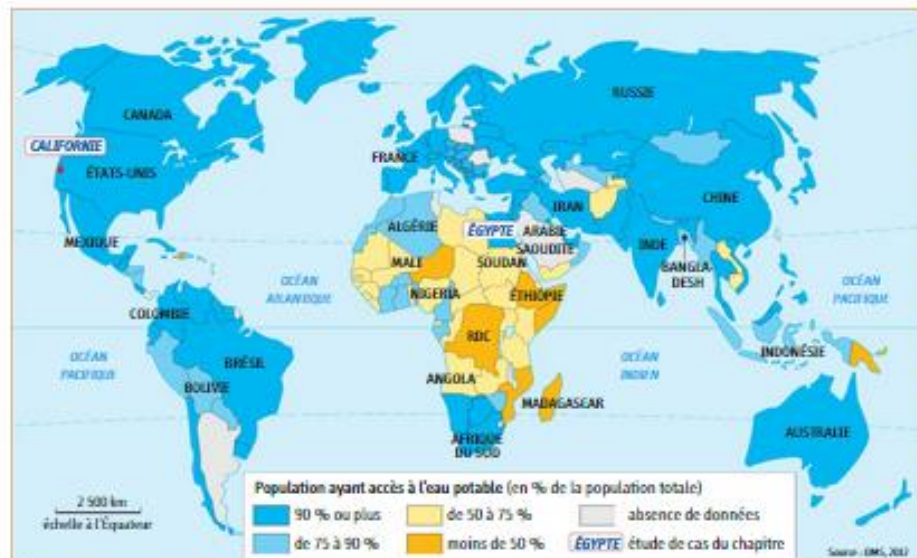 CANADA
RUSSIE
CALIFORNIE
FRANCE
ÉTATS-UNIS
CHINE
IRAN
ALGÉRIE
ÉGYPTE
ARABIE
SAOUDITE
MEXIQUE
INDE
MALI
SOUDAN
BANGLA-
DESH
OCÉAN
ATLANTIQUE
OCÉAN
PACIFIQUE
NIGERIA
ÉTHIOPIE
COLOMBIE
RDC
INDONÉSIE
OCÉAN
PACIFIQUE
BRÉSIL
OCÉAN
INDIEN
BOLIVIE
ANGOLA
MADAGASCAR
AFRIQUE
DU SUD
AUSTRALIE
2 500 km
échelle à l'Équateur
Population ayant accès à l'eau potable (en % de la population totale)
90 % ou plus de 50 à 75 % absence de données
de 75 à 90 % moins de 50 % ÉGYPTE étude de cas du chapitre
Source : OMS,